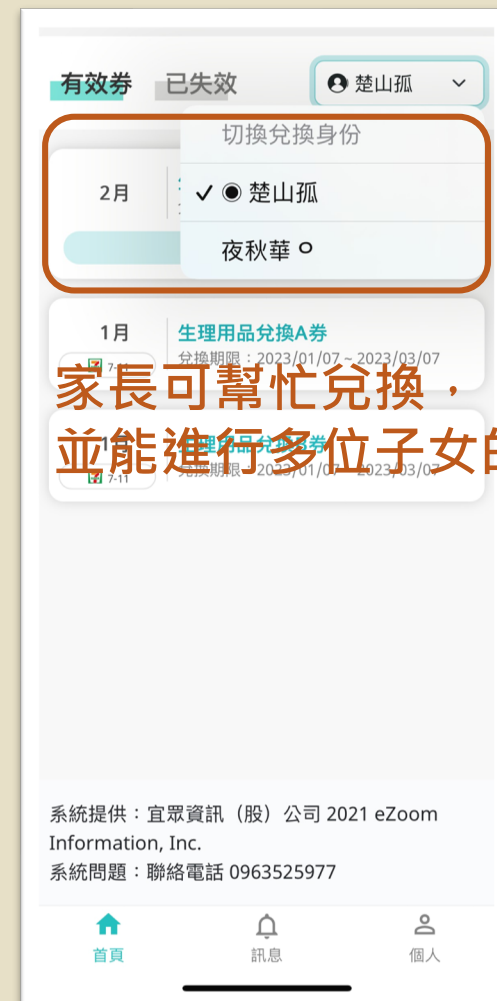 有效券 已失效 楚山孤
切換兌換身份
楚山孤
夜秋華
2月
1月 生理用品兌換A券
兌換期限：2023/01/07 ~ 2023/03/07
家長可幫忙兌換，
並能進行多位子女的
兌換期限：2023/01/07 ~ 2023/03/07
7-11
系統提供：宜眾資訊（股）公司 2021 eZoom
Information, Inc.
系統問題：聯絡電話 0963525977
首頁 訊息 個人